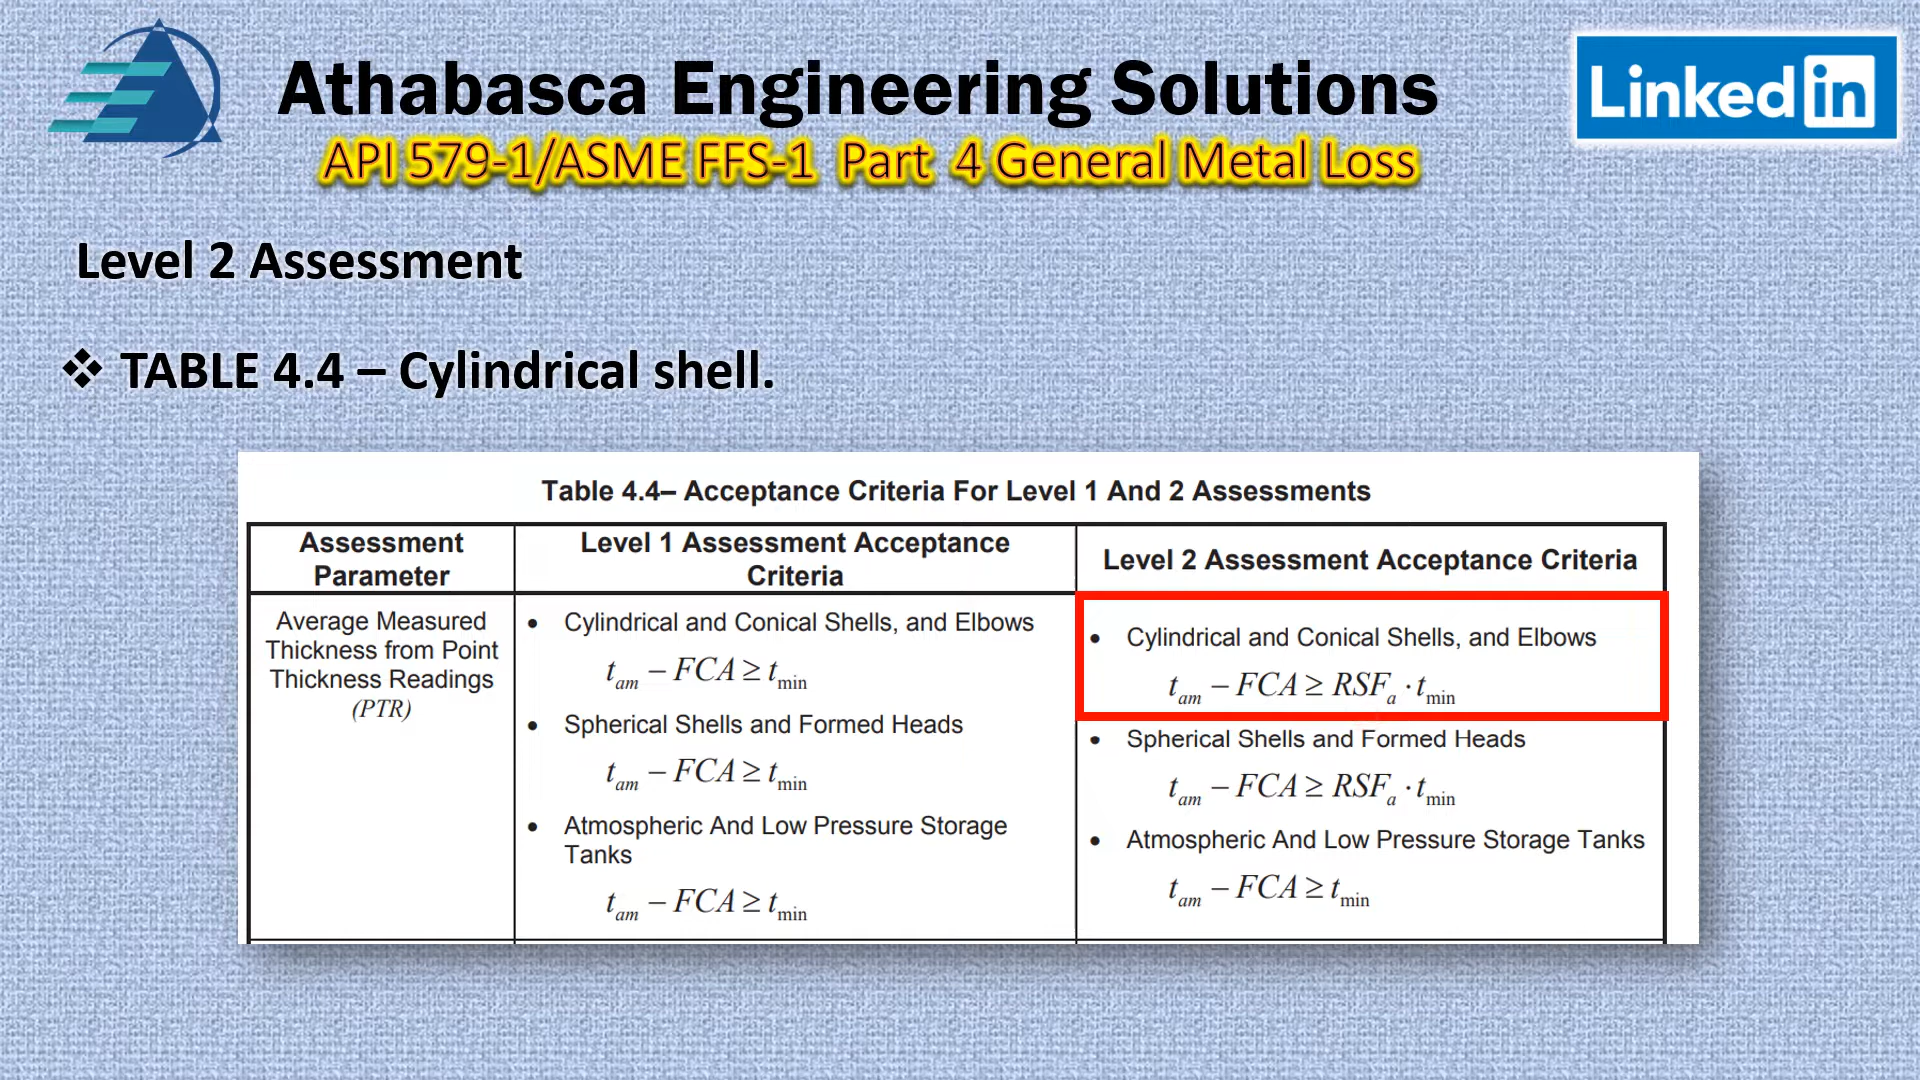 Athabasca Engineering Solutions
LinkedIn
API 579-1/ASME FFS-1 Part 4 General Metal Loss
Level 2 Assessment
❖ TABLE 4.4 – Cylindrical shell.
Table 4.4– Acceptance Criteria For Level 1 And 2 Assessments
Assessment
Parameter
Level 1 Assessment Acceptance
Criteria
Level 2 Assessment Acceptance Criteria
Average Measured
Thickness from Point
Thickness Readings
(PTR)
• Cylindrical and Conical Shells, and Elbows
t_am − FCA ≥ t_min
• Spherical Shells and Formed Heads
t_am − FCA ≥ t_min
• Atmospheric And Low Pressure Storage
Tanks
t_am − FCA ≥ t_min
• Cylindrical and Conical Shells, and Elbows
t_am − FCA ≥ RSF_a · t_min
• Spherical Shells and Formed Heads
t_am − FCA ≥ RSF_a · t_min
• Atmospheric And Low Pressure Storage Tanks
t_am − FCA ≥ t_min